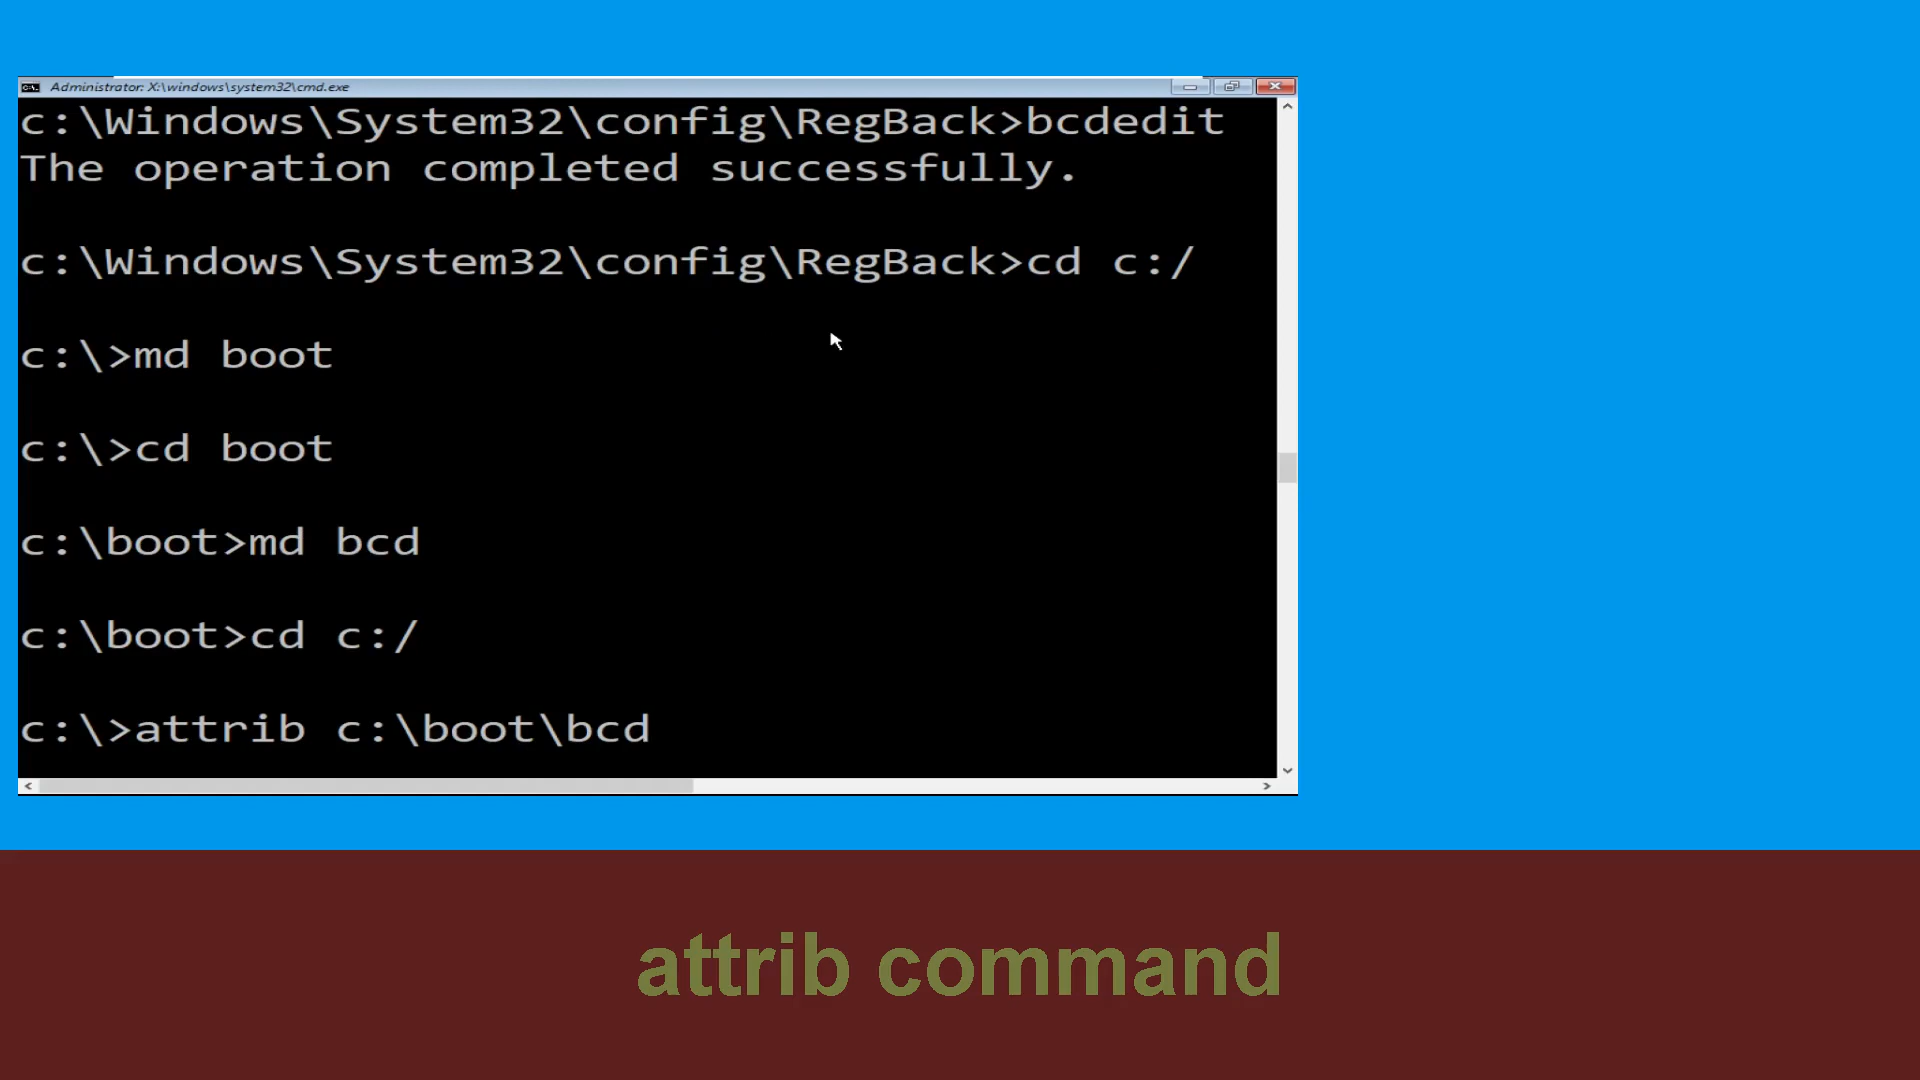 Administrator: X:\windows\system32\cmd.exe
c:\Windows\System32\config\RegBack>bcdedit
The operation completed successfully.
c:\Windows\System32\config\RegBack>cd c:/
c:\>md boot
c:\>cd boot
c:\boot>md bcd
c:\boot>cd c:/
c:\>attrib c:\boot\bcd
attrib command